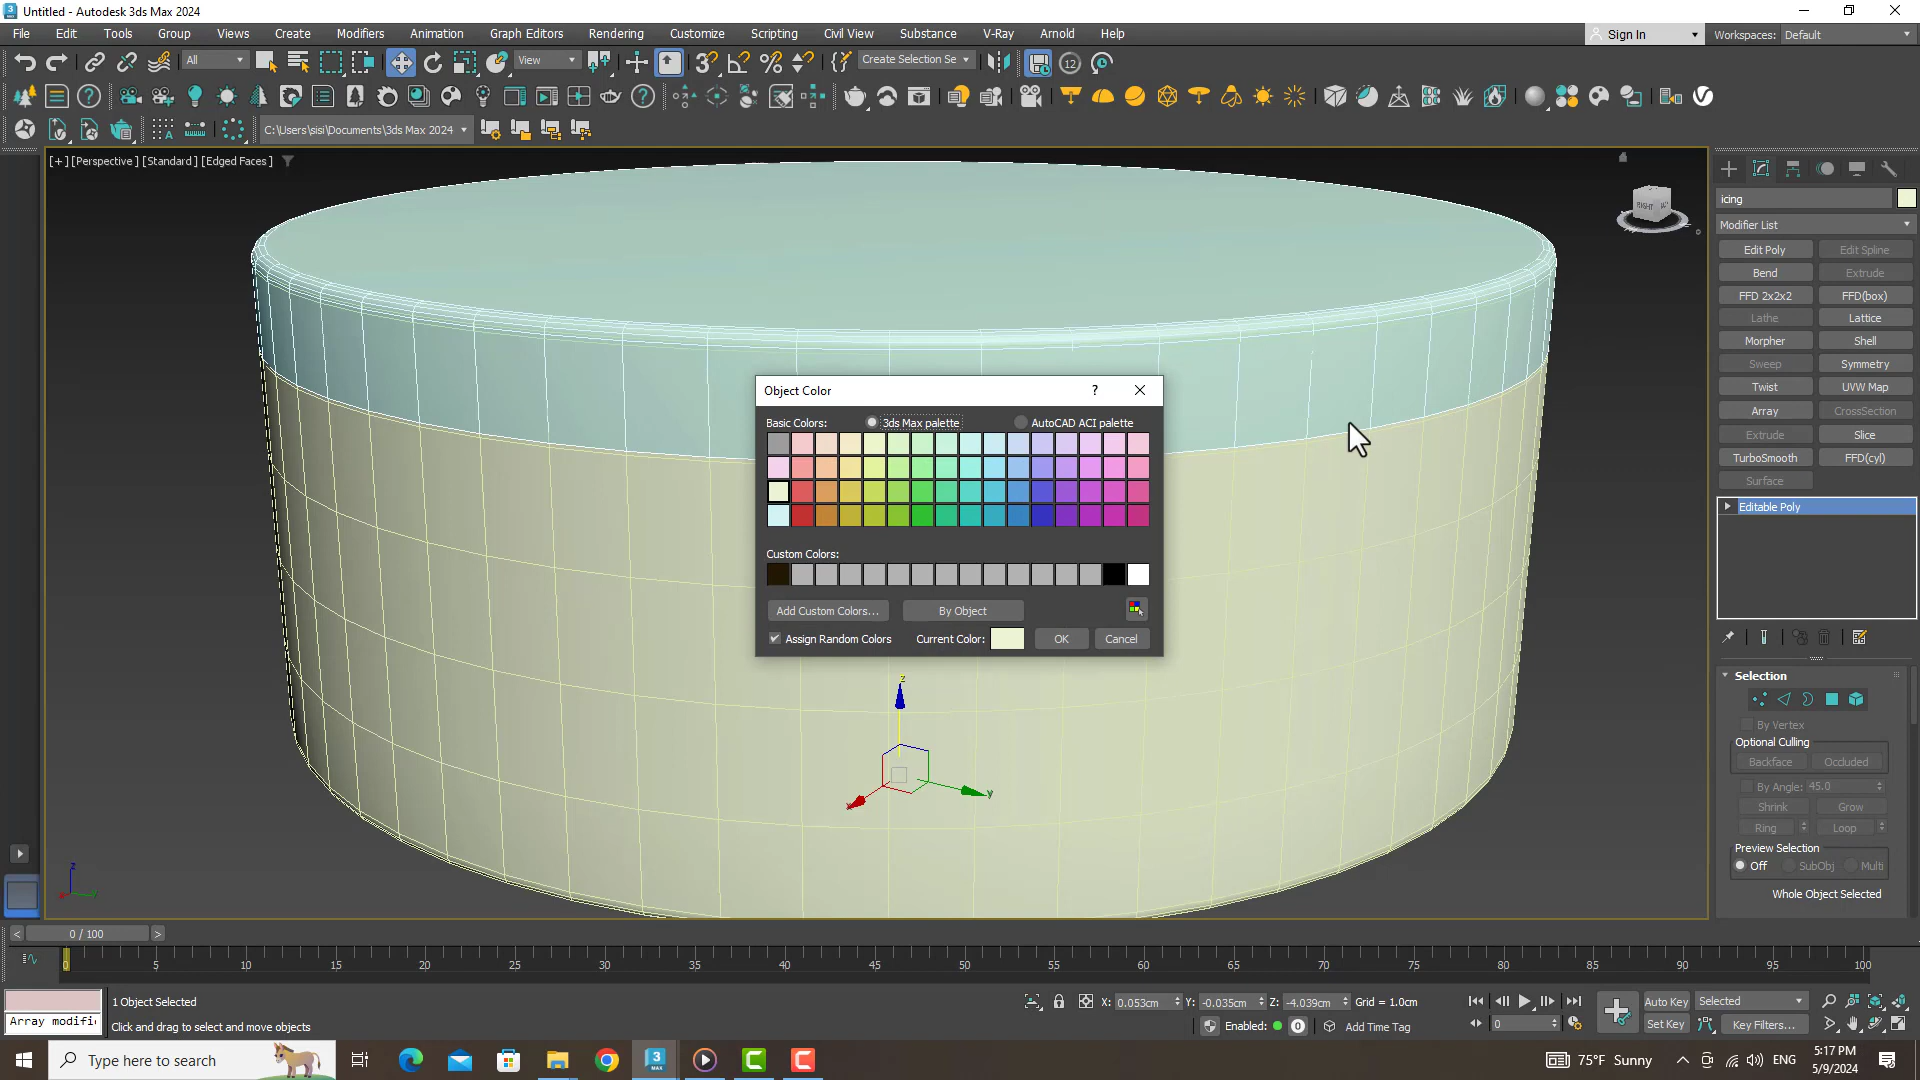 Untitled - Autodesk 3ds Max 2024
File Edit Tools Group Views Create Modifiers Animation Graph Editors Rendering Customize Scripting Civil View Substance V-Ray Arnold Help
Sign In Workspaces: Default
All View Create Selection Se 12
C:\Users\sisi\Documents\3ds Max 2024
[+] [Perspective ] [Standard ] [Edged Faces ]
icing
Modifier List
Edit Poly Edit Spline
Bend Extrude
FFD 2x2x2 FFD(box)
Lathe Lattice
Morpher Shell
Sweep Symmetry
Twist UVW Map
Array CrossSection
Extrude Slice
TurboSmooth FFD(cyl)
Surface
Editable Poly
Object Color ?
Basic Colors: 3ds Max palette AutoCAD ACI palette
Custom Colors:
Add Custom Colors... By Object
Assign Random Colors Current Color: OK Cancel
z
x y
Selection
By Vertex
Optional Culling
Backface Occluded
By Angle: 45.0
Shrink Grow
Ring Loop
Preview Selection
Off SubObj Multi
Whole Object Selected
z
< 0 / 100 >
0 5 10 15 20 25 30 35 40 45 50 55 60 65 70 75 80 85 90 95 100
1 Object Selected X: 0.053cm Y: -0.035cm Z: -4.039cm Grid = 1.0cm Auto Key Selected
Array modifi Click and drag to select and move objects Enabled: 0 Add Time Tag 0 Set Key Key Filters...
Type here to search 3 MAX 75°F Sunny ENG 5:17 PM
5/9/2024